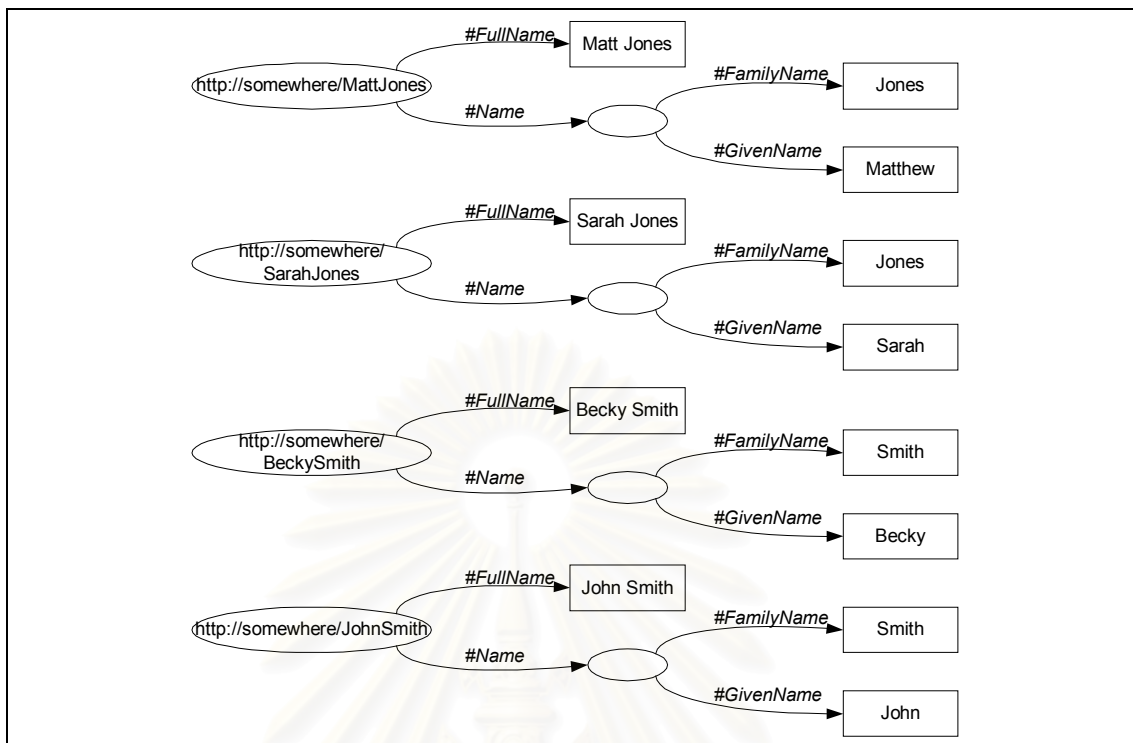 #FullName
Matt Jones
http://somewhere/MattJones
#FamilyName
Jones
#Name
#GivenName
Matthew
#FullName
Sarah Jones
http://somewhere/
SarahJones
#FamilyName
Jones
#Name
#GivenName
Sarah
#FullName
Becky Smith
http://somewhere/
BeckySmith
#FamilyName
Smith
#Name
#GivenName
Becky
#FullName
John Smith
http://somewhere/JohnSmith
#FamilyName
Smith
#Name
#GivenName
John